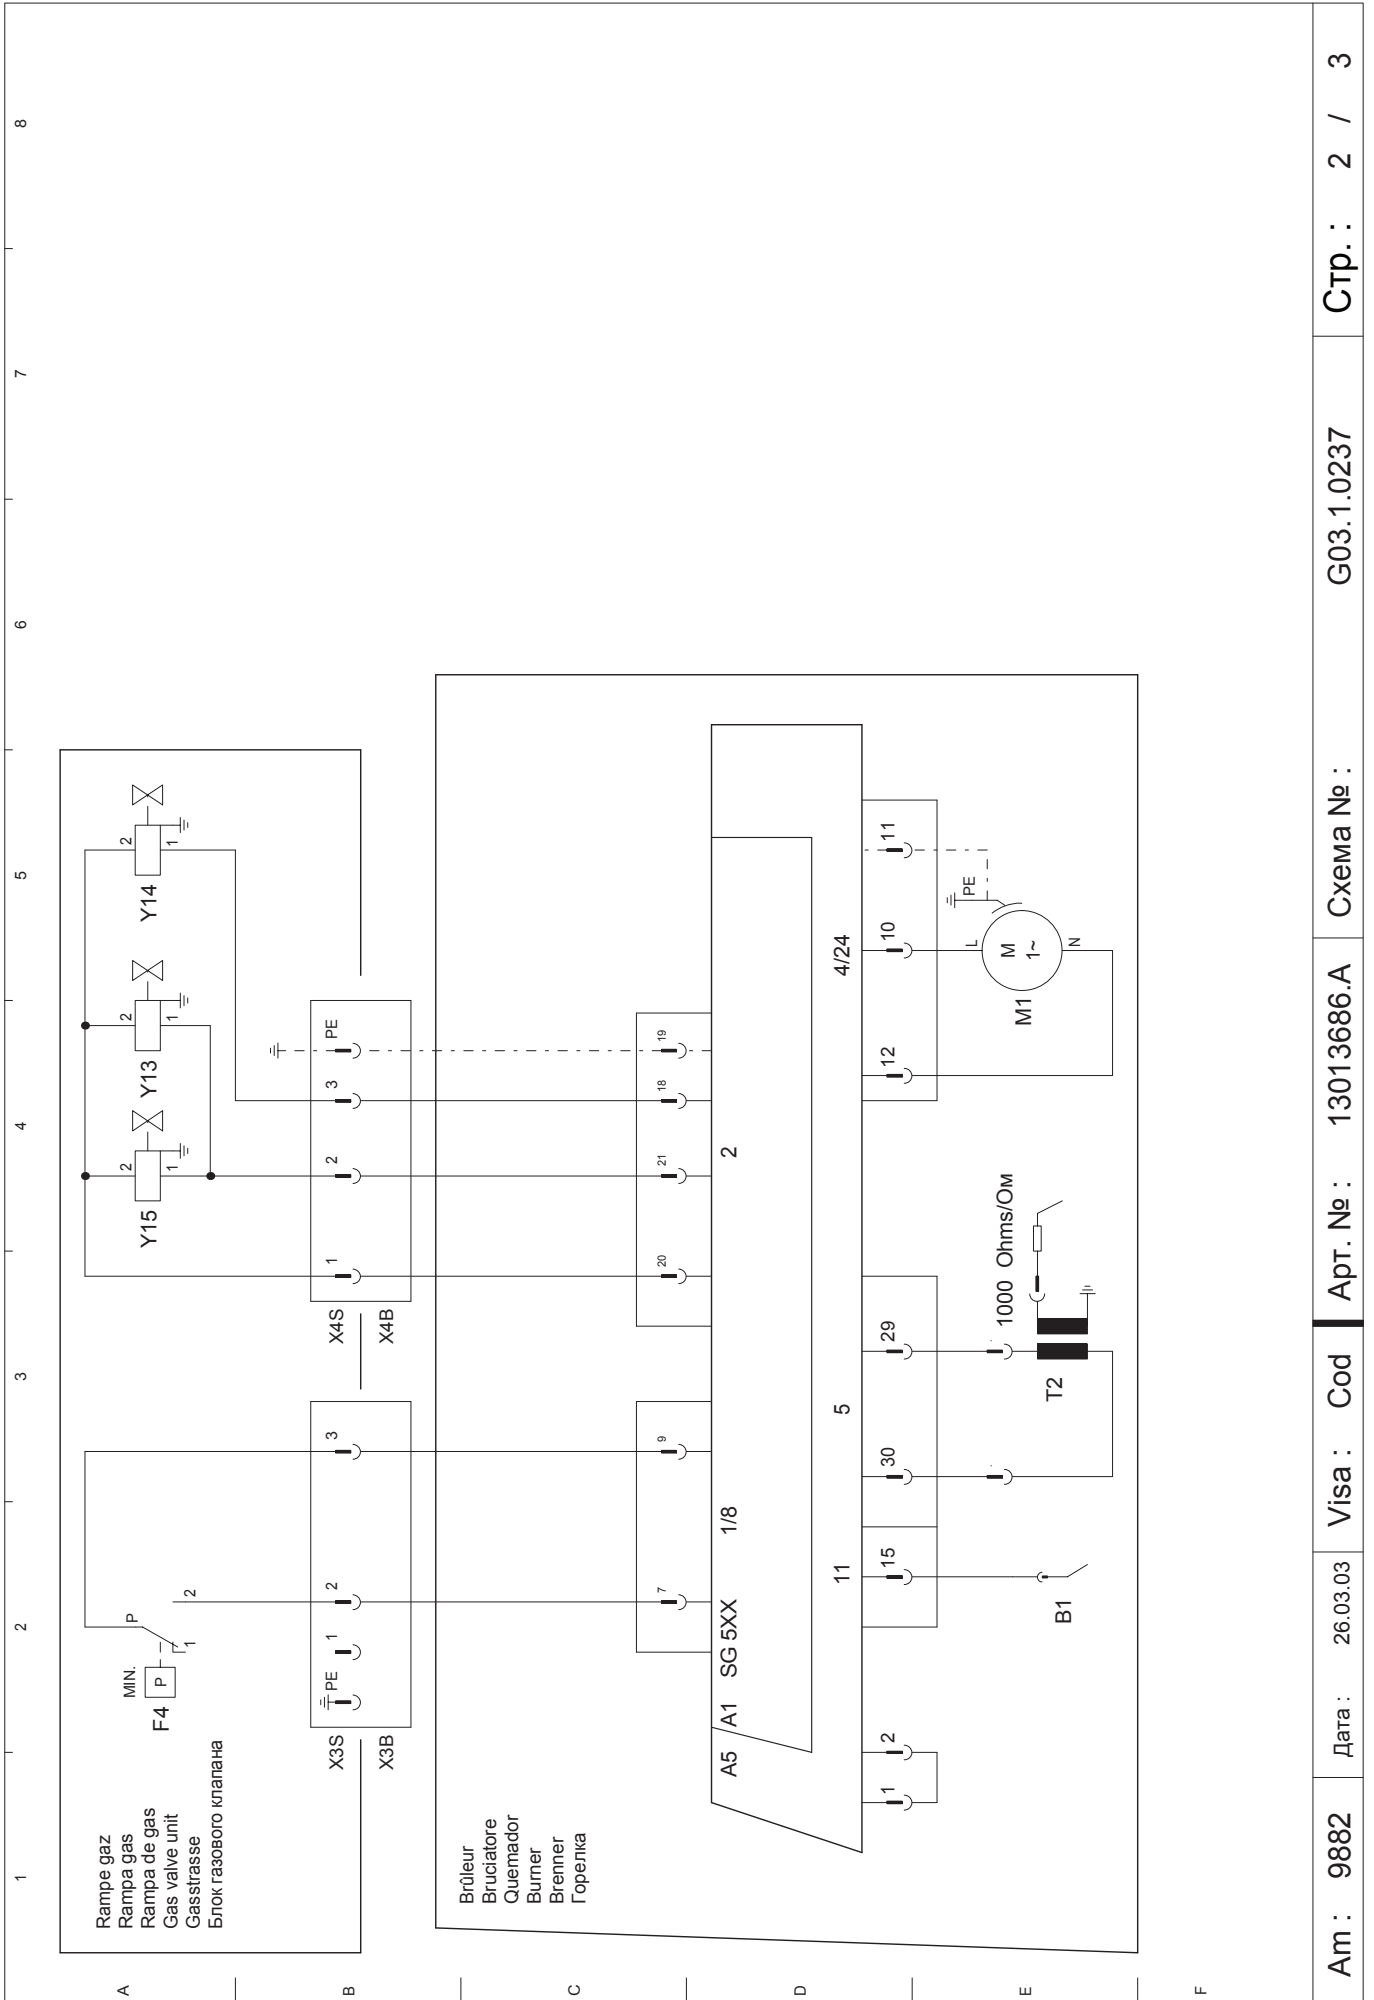 1 2 3 4 5 6 7 8
A
B
C
D
E
F
Rampe gaz
Rampa gas
Rampa de gas
Gas valve unit
Gasstrasse
Блок газового клапана
MIN.
F4 P
P
1
2
Y15
2
1
Y13
2
1
Y14
2
1
X3S
X3B
PE 1 2 3
X4S
X4B
1 2 3 PE
Brûleur
Bruciatore
Quemador
Burner
Brenner
Горелка
7 9
20 21 18 19
A5 A1 SG 5XX 1/8 2
11 5 4/24
1 2
15
30 29
12 10 11
B1
T2
1000 Ohms/Ом
M1
M
1~
L
N
PE
Am : 9882 Дата : 26.03.03 Visa : Cod Арт. № : 13013686.A Схема № : G03.1.0237 Стр. : 2 / 3